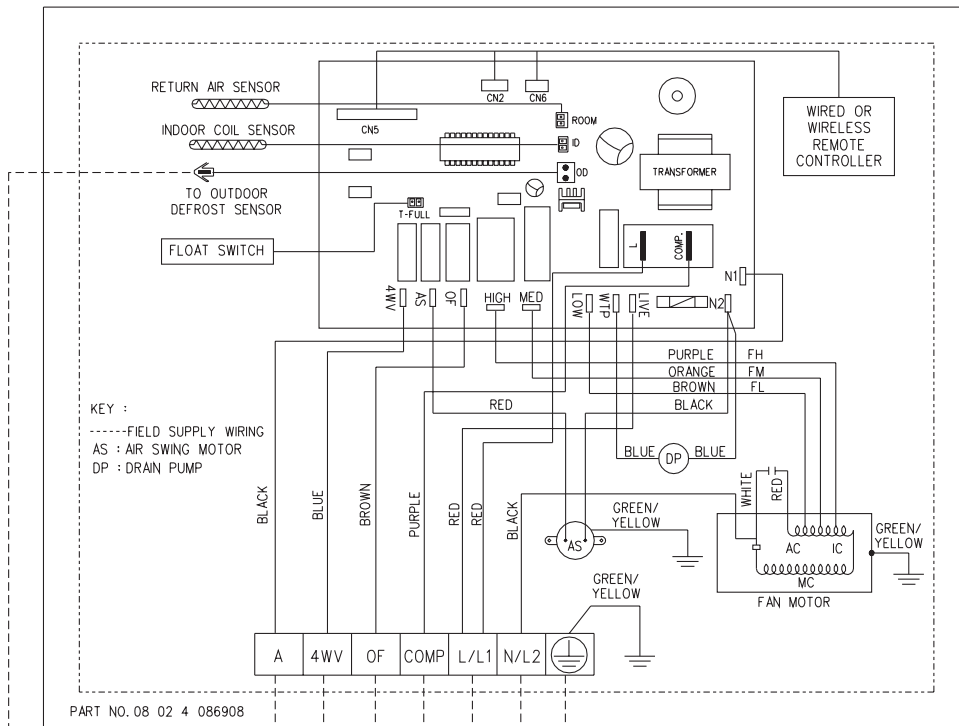 RETURN AIR SENSOR
INDOOR COIL SENSOR
TO OUTDOOR
DEFROST SENSOR
FLOAT SWITCH
CN5
CN2
CN6
ROOM
ID
OD
T-FULL
TRANSFORMER
WIRED OR
WIRELESS
REMOTE
CONTROLLER
L
COMP.
N1
4WV
AS
OF
HIGH
MED
LOW
WTP
LIVE
N2
PURPLE FH
ORANGE FM
BROWN FL
RED
BLACK
KEY :
------FIELD SUPPLY WIRING
AS : AIR SWING MOTOR
DP : DRAIN PUMP
BLUE
DP
BLUE
BLACK
BLUE
BROWN
PURPLE
RED
RED
BLACK
WHITE
RED
GREEN/
YELLOW
AS
GREEN/
YELLOW
AC
IC
MC
FAN MOTOR
GREEN/
YELLOW
A
4WV
OF
COMP
L/L1
N/L2
PART NO. 08 02 4 086908